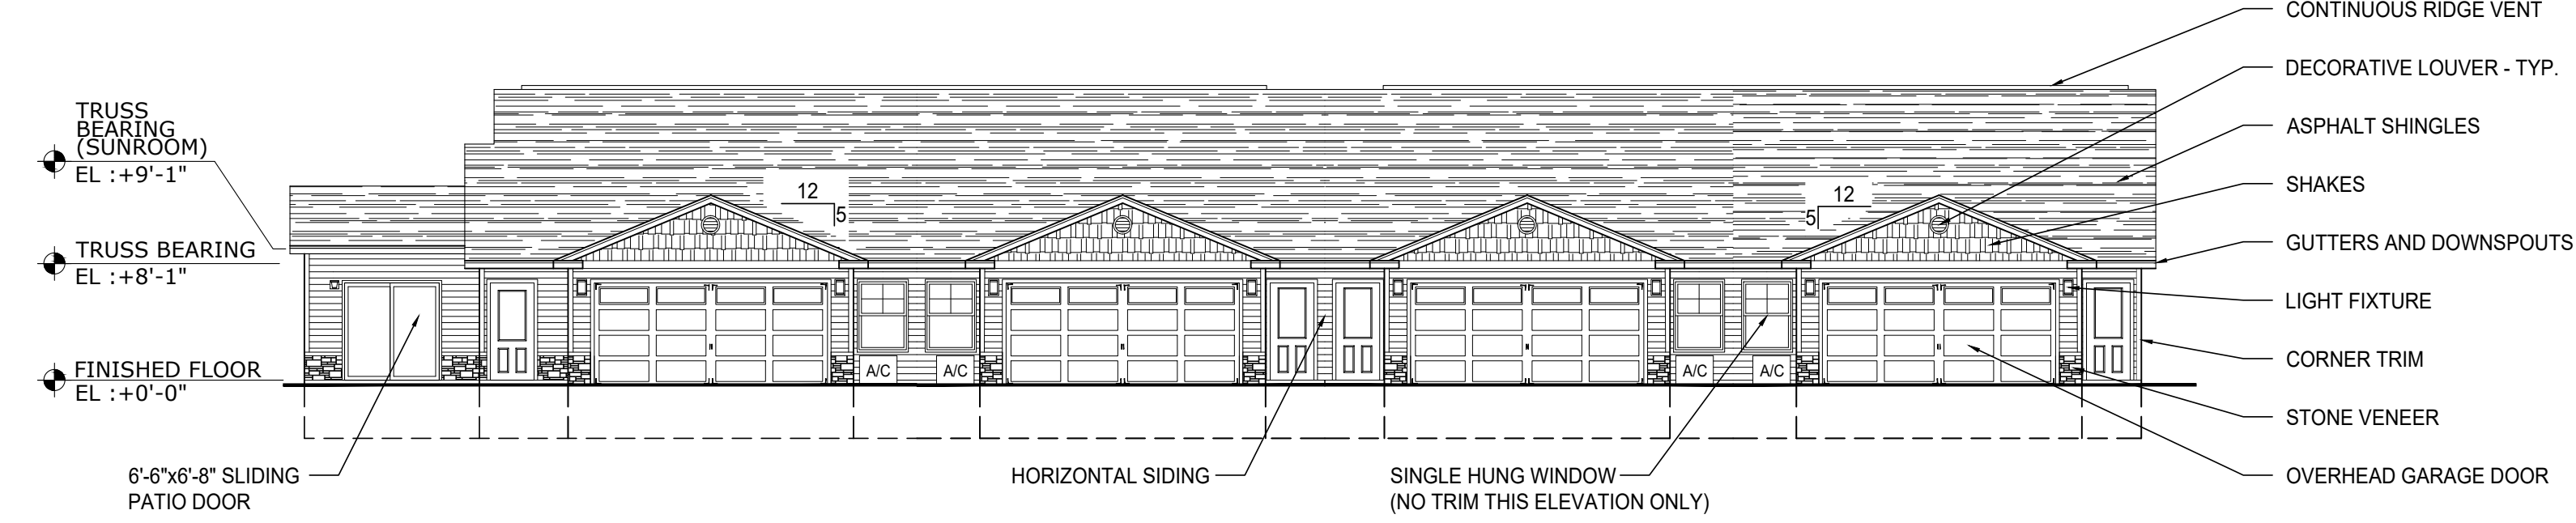 CONTINUOUS RIDGE VENT
DECORATIVE LOUVER - TYP.
ASPHALT SHINGLES
SHAKES
GUTTERS AND DOWNSPOUTS
LIGHT FIXTURE
CORNER TRIM
STONE VENEER
OVERHEAD GARAGE DOOR
TRUSS
BEARING
(SUNROOM)
EL :+9'-1"
TRUSS BEARING
EL :+8'-1"
FINISHED FLOOR
EL :+0'-0"
12
5
12
5
A/C
A/C
A/C
A/C
6'-6"x6'-8" SLIDING
PATIO DOOR
HORIZONTAL SIDING
SINGLE HUNG WINDOW
(NO TRIM THIS ELEVATION ONLY)